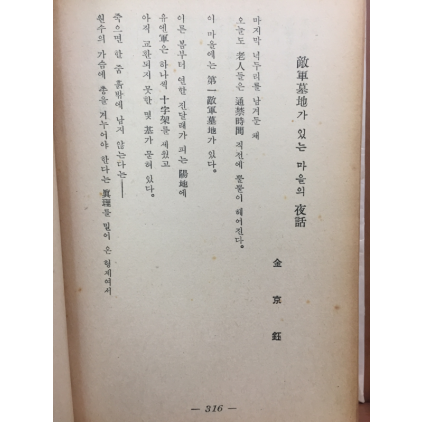 敵軍墓地가 있는 마을의 夜話
金京鈺
마지막 넋두리를 남겨둔 채
오늘도 老人들은 通禁時間 직전에 뿔뿔이 헤어진다。
이 마을에는 第一敵軍墓地가 있다。
이른 봄부터 연한 진달래가 피는 陽地에
유엔軍은 하나씩 十字架를 세웠고
아직 교환되지 못한 몇 基가 묻혀 있다。
죽으면 한 줌 흙밖에 남지 않는다는――
원수의 가슴에 총을 겨누어야 한다는 眞理를 믿어 온 형제여서
— 316 —